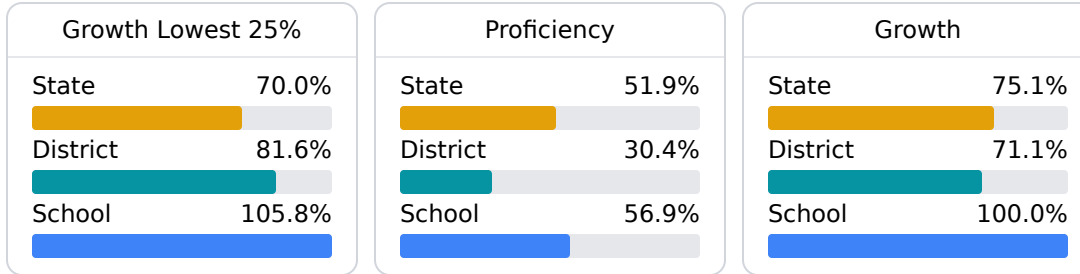 Growth Lowest 25%
State 70.0%
District 81.6%
School 105.8%
Proficiency
State 51.9%
District 30.4%
School 56.9%
Growth
State 75.1%
District 71.1%
School 100.0%